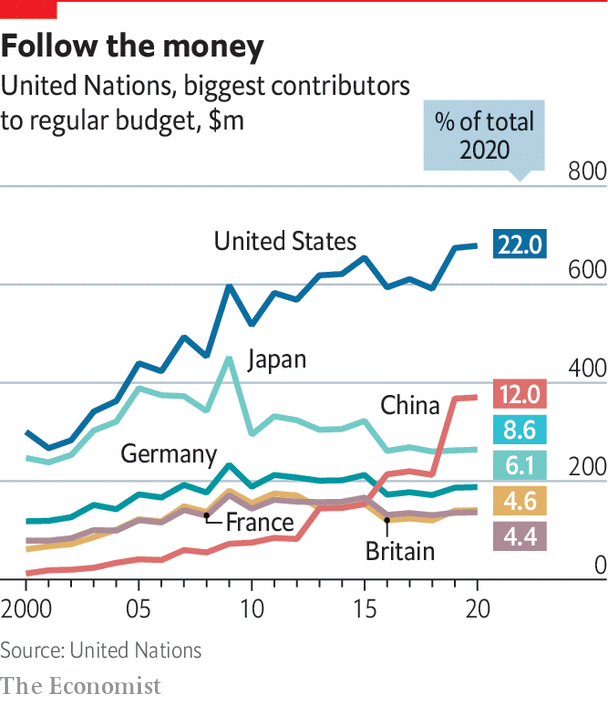 Follow the money
United Nations, biggest contributors
to regular budget, $m
% of total
2020
800
United States
22.0
600
Japan
400
China
12.0
8.6
Germany
6.1
200
4.6
France
4.4
Britain
0
2000
05
10
15
20
Source: United Nations
The Economist